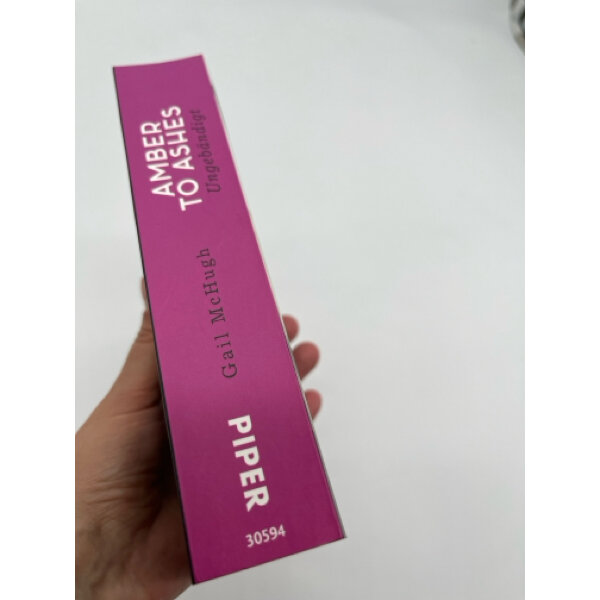 AMBER
TO ASHES
Ungebändigt
Gail McHugh
PIPER
30594